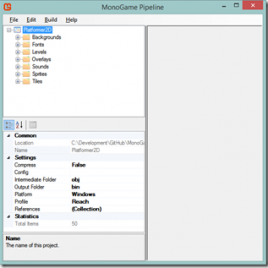 MonoGame Pipeline
File Edit Build Help
Platformer2D
Backgrounds
Fonts
Levels
Overlays
Sounds
Sprites
Tiles
Common
Location C:\Development\GitHub\MonoG
Name Platformer2D
Settings
Compress False
Config
Intermediate Folder obj
Output Folder bin
Platform Windows
Profile Reach
References (Collection)
Statistics
Total Items 50
Name
The name of this project.